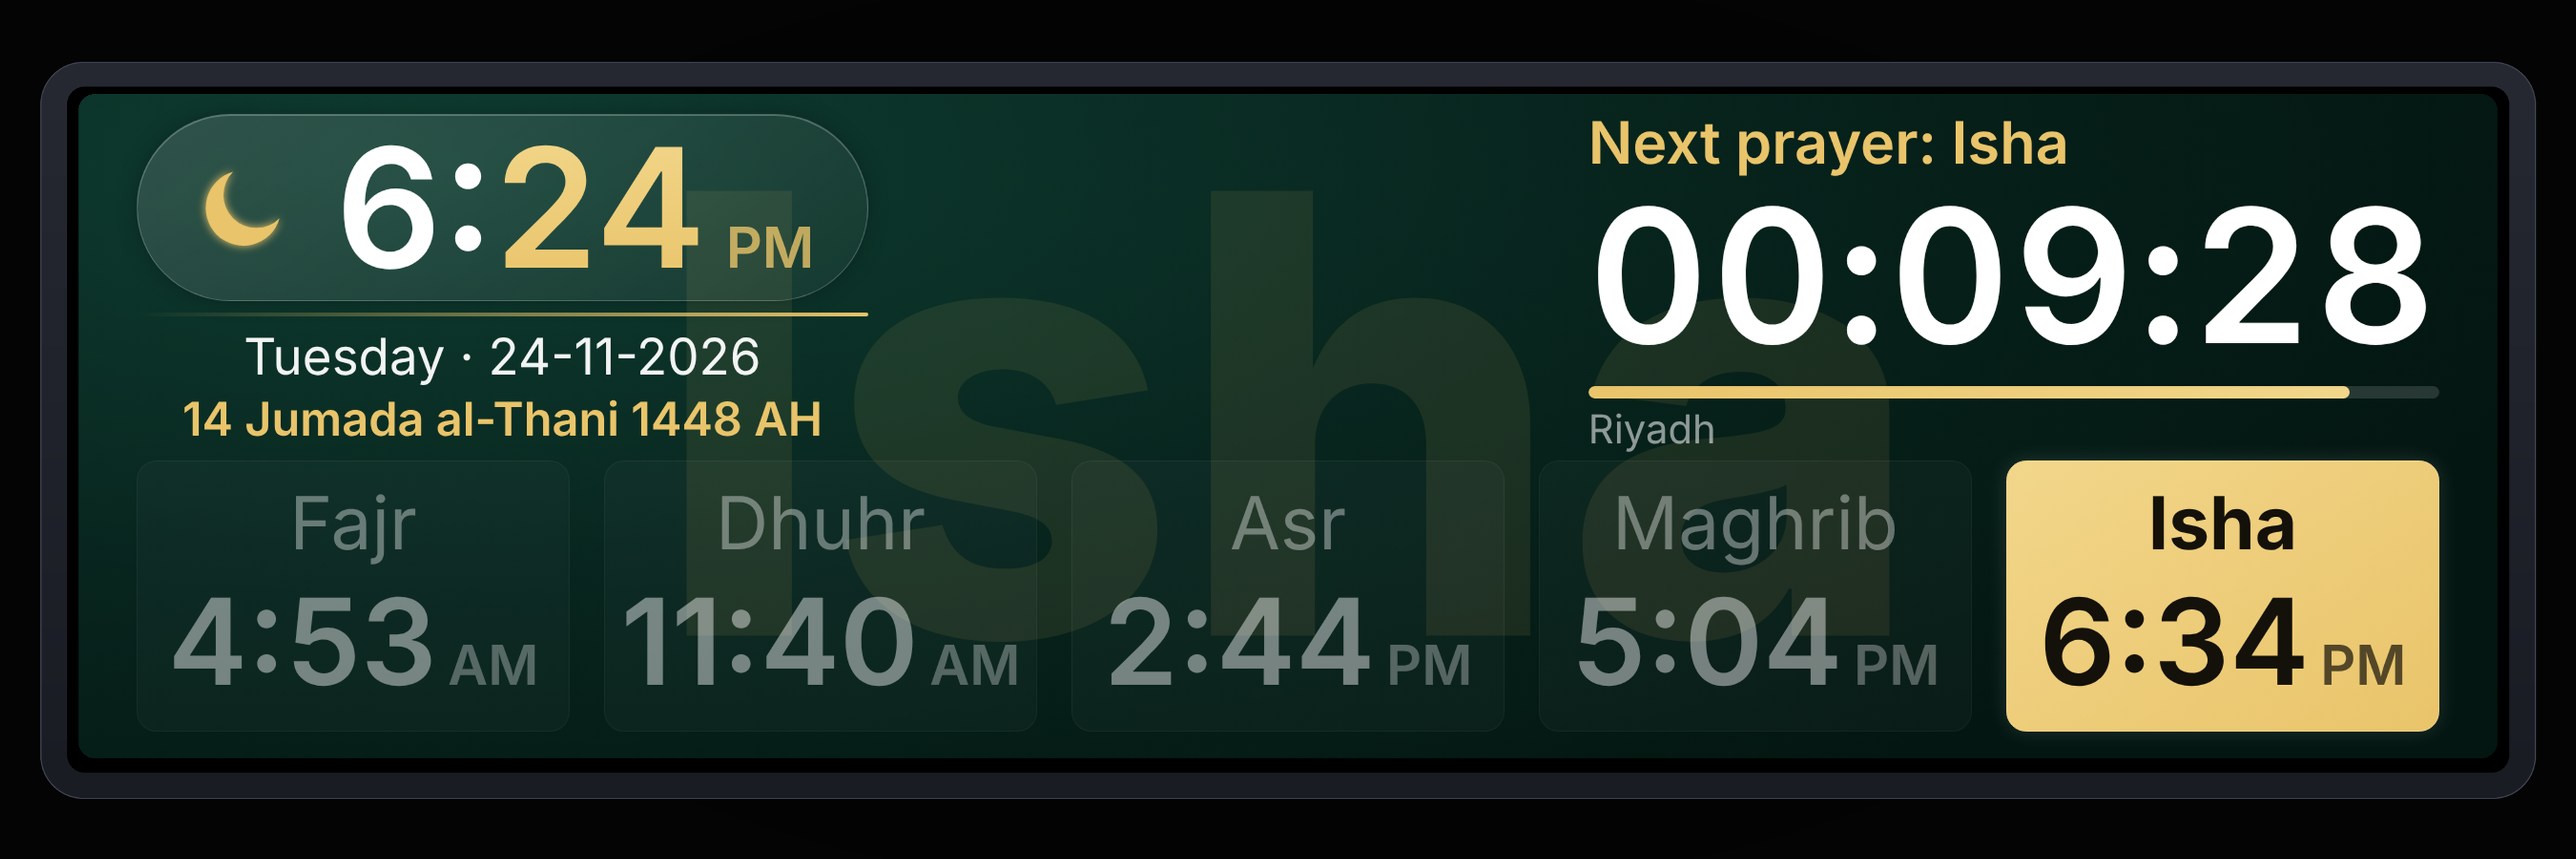 6:24 PM
Tuesday · 24-11-2026
14 Jumada al-Thani 1448 AH
Next prayer: Isha
00:09:28
Riyadh
Isha
Fajr
4:53 AM
Dhuhr
11:40 AM
Asr
2:44 PM
Maghrib
5:04 PM
Isha
6:34 PM